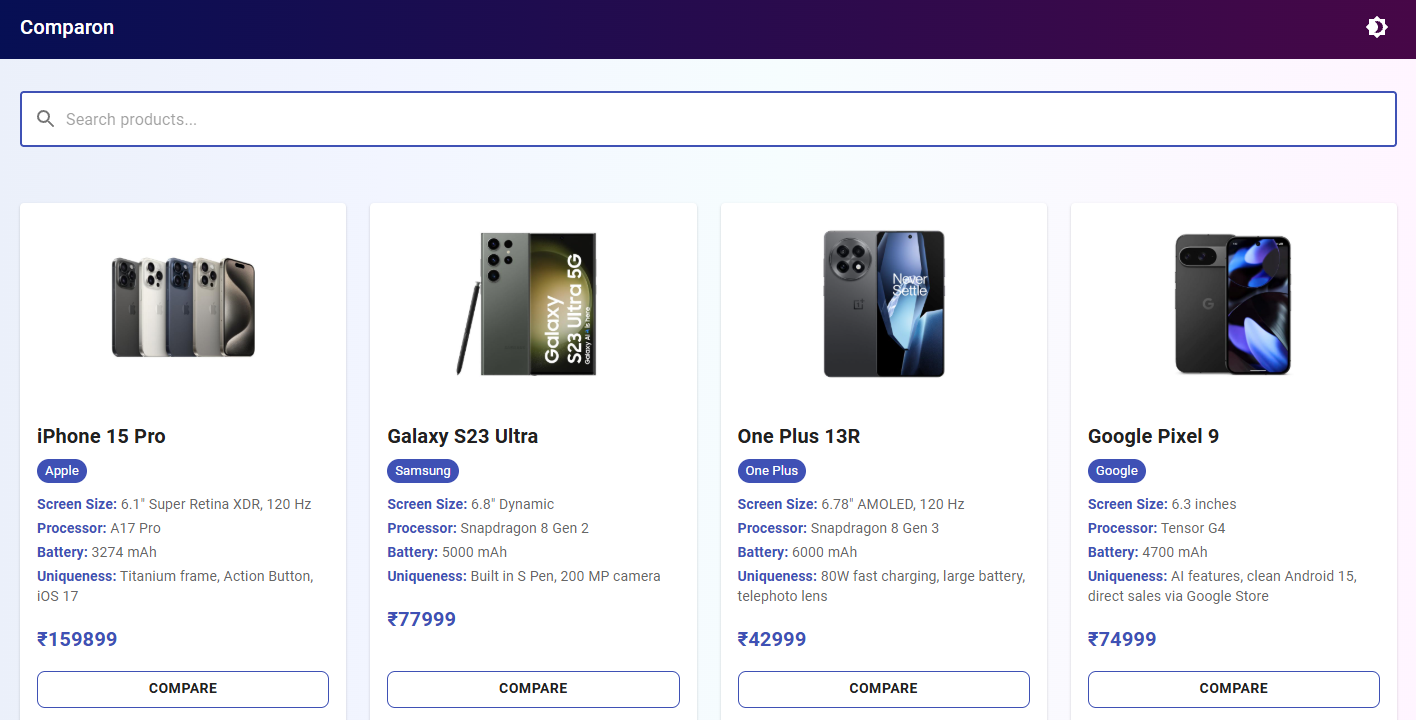 Comparon
Search products...
Galaxy
S23 Ultra 5G
Galaxy AI is here
Never
Settle
iPhone 15 Pro
Apple
Screen Size: 6.1" Super Retina XDR, 120 Hz
Processor: A17 Pro
Battery: 3274 mAh
Uniqueness: Titanium frame, Action Button,
iOS 17
₹159899
COMPARE
Galaxy S23 Ultra
Samsung
Screen Size: 6.8" Dynamic
Processor: Snapdragon 8 Gen 2
Battery: 5000 mAh
Uniqueness: Built in S Pen, 200 MP camera
₹77999
COMPARE
One Plus 13R
One Plus
Screen Size: 6.78" AMOLED, 120 Hz
Processor: Snapdragon 8 Gen 3
Battery: 6000 mAh
Uniqueness: 80W fast charging, large battery,
telephoto lens
₹42999
COMPARE
Google Pixel 9
Google
Screen Size: 6.3 inches
Processor: Tensor G4
Battery: 4700 mAh
Uniqueness: AI features, clean Android 15,
direct sales via Google Store
₹74999
COMPARE